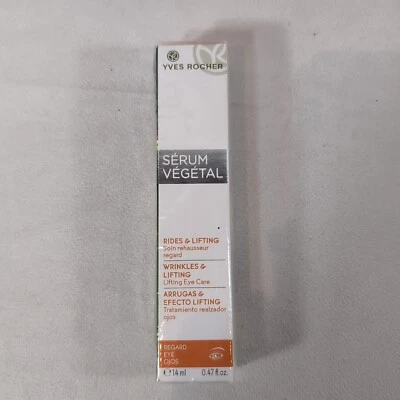 YVES ROCHER
SÉRUM
VÉGÉTAL
RIDES & LIFTING
Soin rehausseur
regard
WRINKLES &
LIFTING
Lifting Eye Care
ARRUGAS &
EFECTO LIFTING
Tratamiento realzador
ojos
REGARD
EYE
OJOS
℮ 14 ml 0.47 fl.oz.